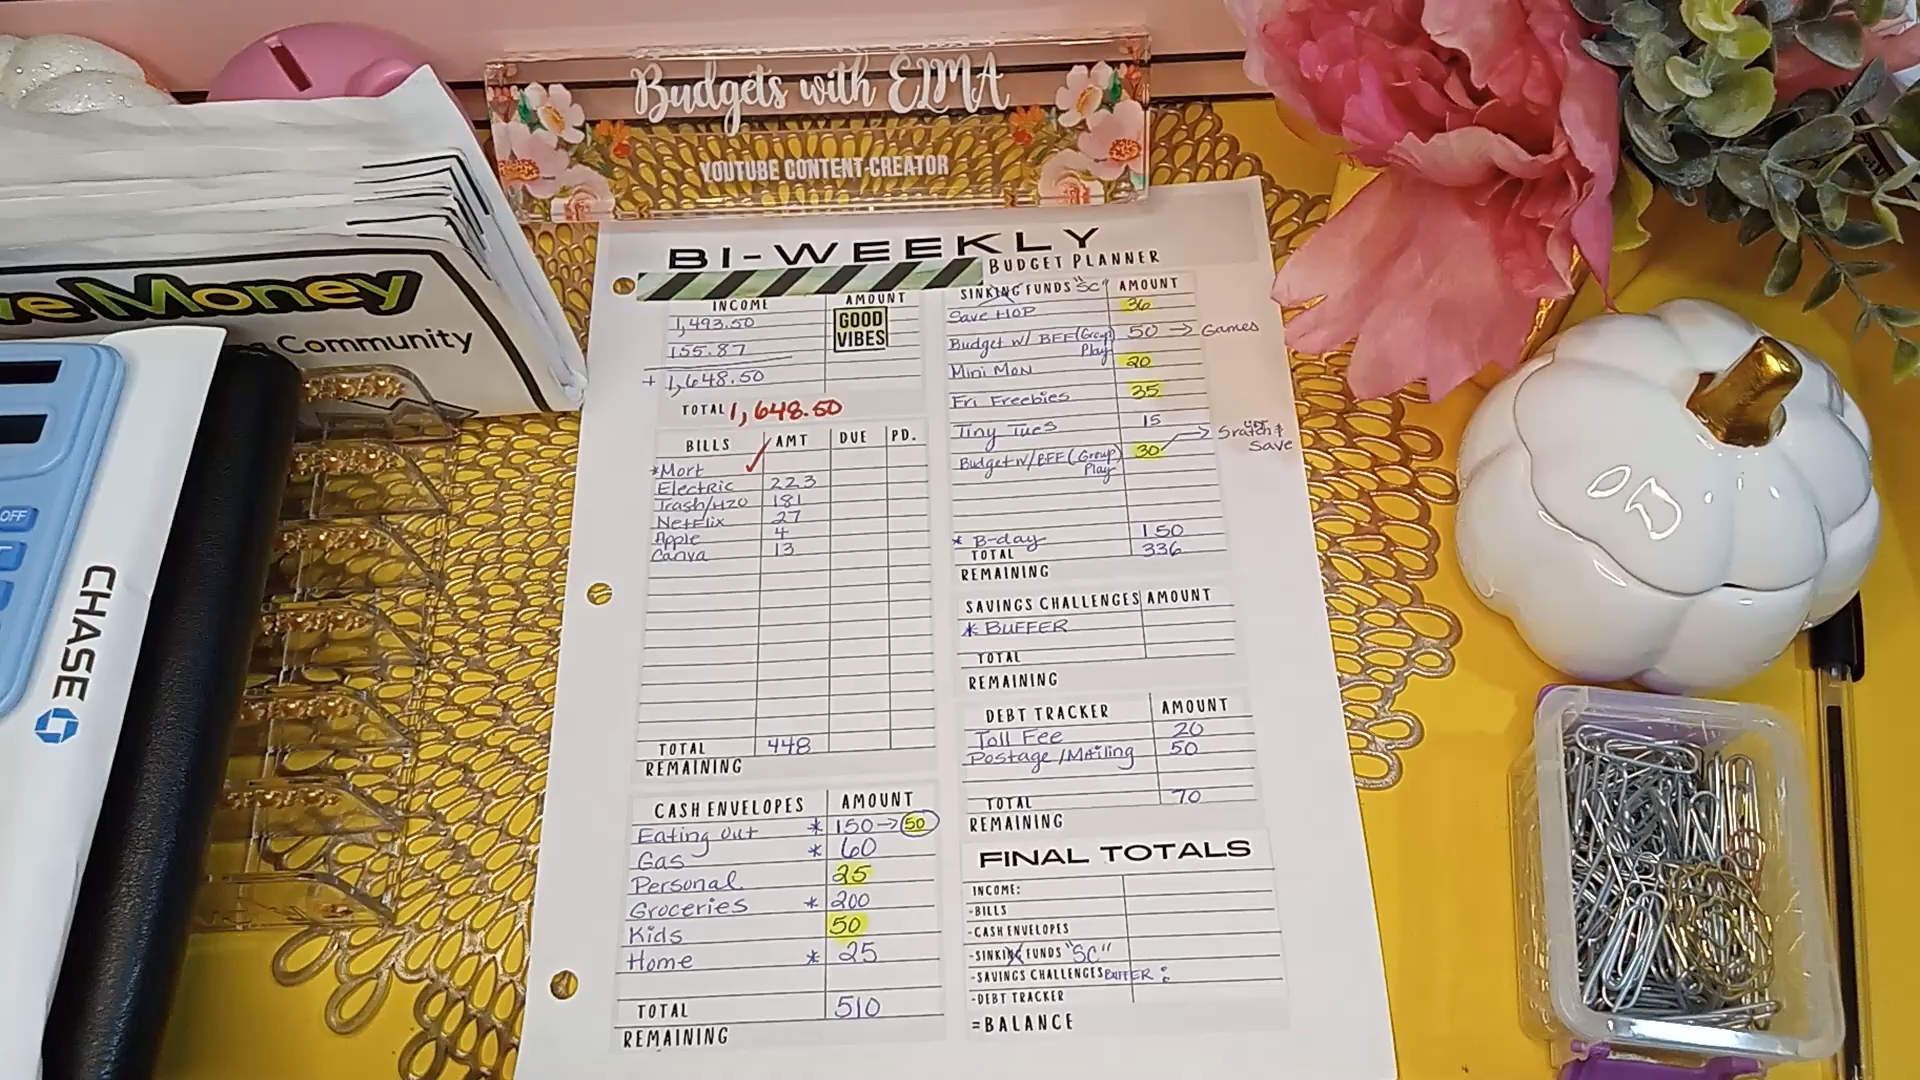 Budgets with ELMA
YOUTUBE CONTENT CREATOR
ve Money
Community
OFF
CHASE
BI-WEEKLY
BUDGET PLANNER
INCOME AMOUNT
1,493.50
155.87
+ 1,648.50
GOOD
VIBES
TOTAL 1,648.50
BILLS AMT DUE PD.
*Mort ✓
Electric 223
Trash/H2O 181
Netflix 27
Apple 4
Canva 13
TOTAL 448
REMAINING
CASH ENVELOPES AMOUNT
Eating Out * 150 → 50
Gas * 60
Personal 25
Groceries * 200
Kids 50
Home * 25
TOTAL 510
REMAINING
SINKING FUNDS "SC" AMOUNT
Save 36
Budget w/ BFF (Group Play) 50 → Games
Mini Mon 20
Fri Freebies 35
Tiny Tues 15
Budget w/ BFF (Group Play) 30 →
Save
* B-day 150
TOTAL 336
REMAINING
SAVINGS CHALLENGES AMOUNT
* BUFFER
TOTAL
REMAINING
DEBT TRACKER AMOUNT
Toll Fee 20
Postage/Mailing 50
TOTAL 70
REMAINING
FINAL TOTALS
INCOME:
-BILLS
-CASH ENVELOPES
-SINKING FUNDS "SC"
-SAVINGS CHALLENGES BUFFER :
-DEBT TRACKER
=BALANCE